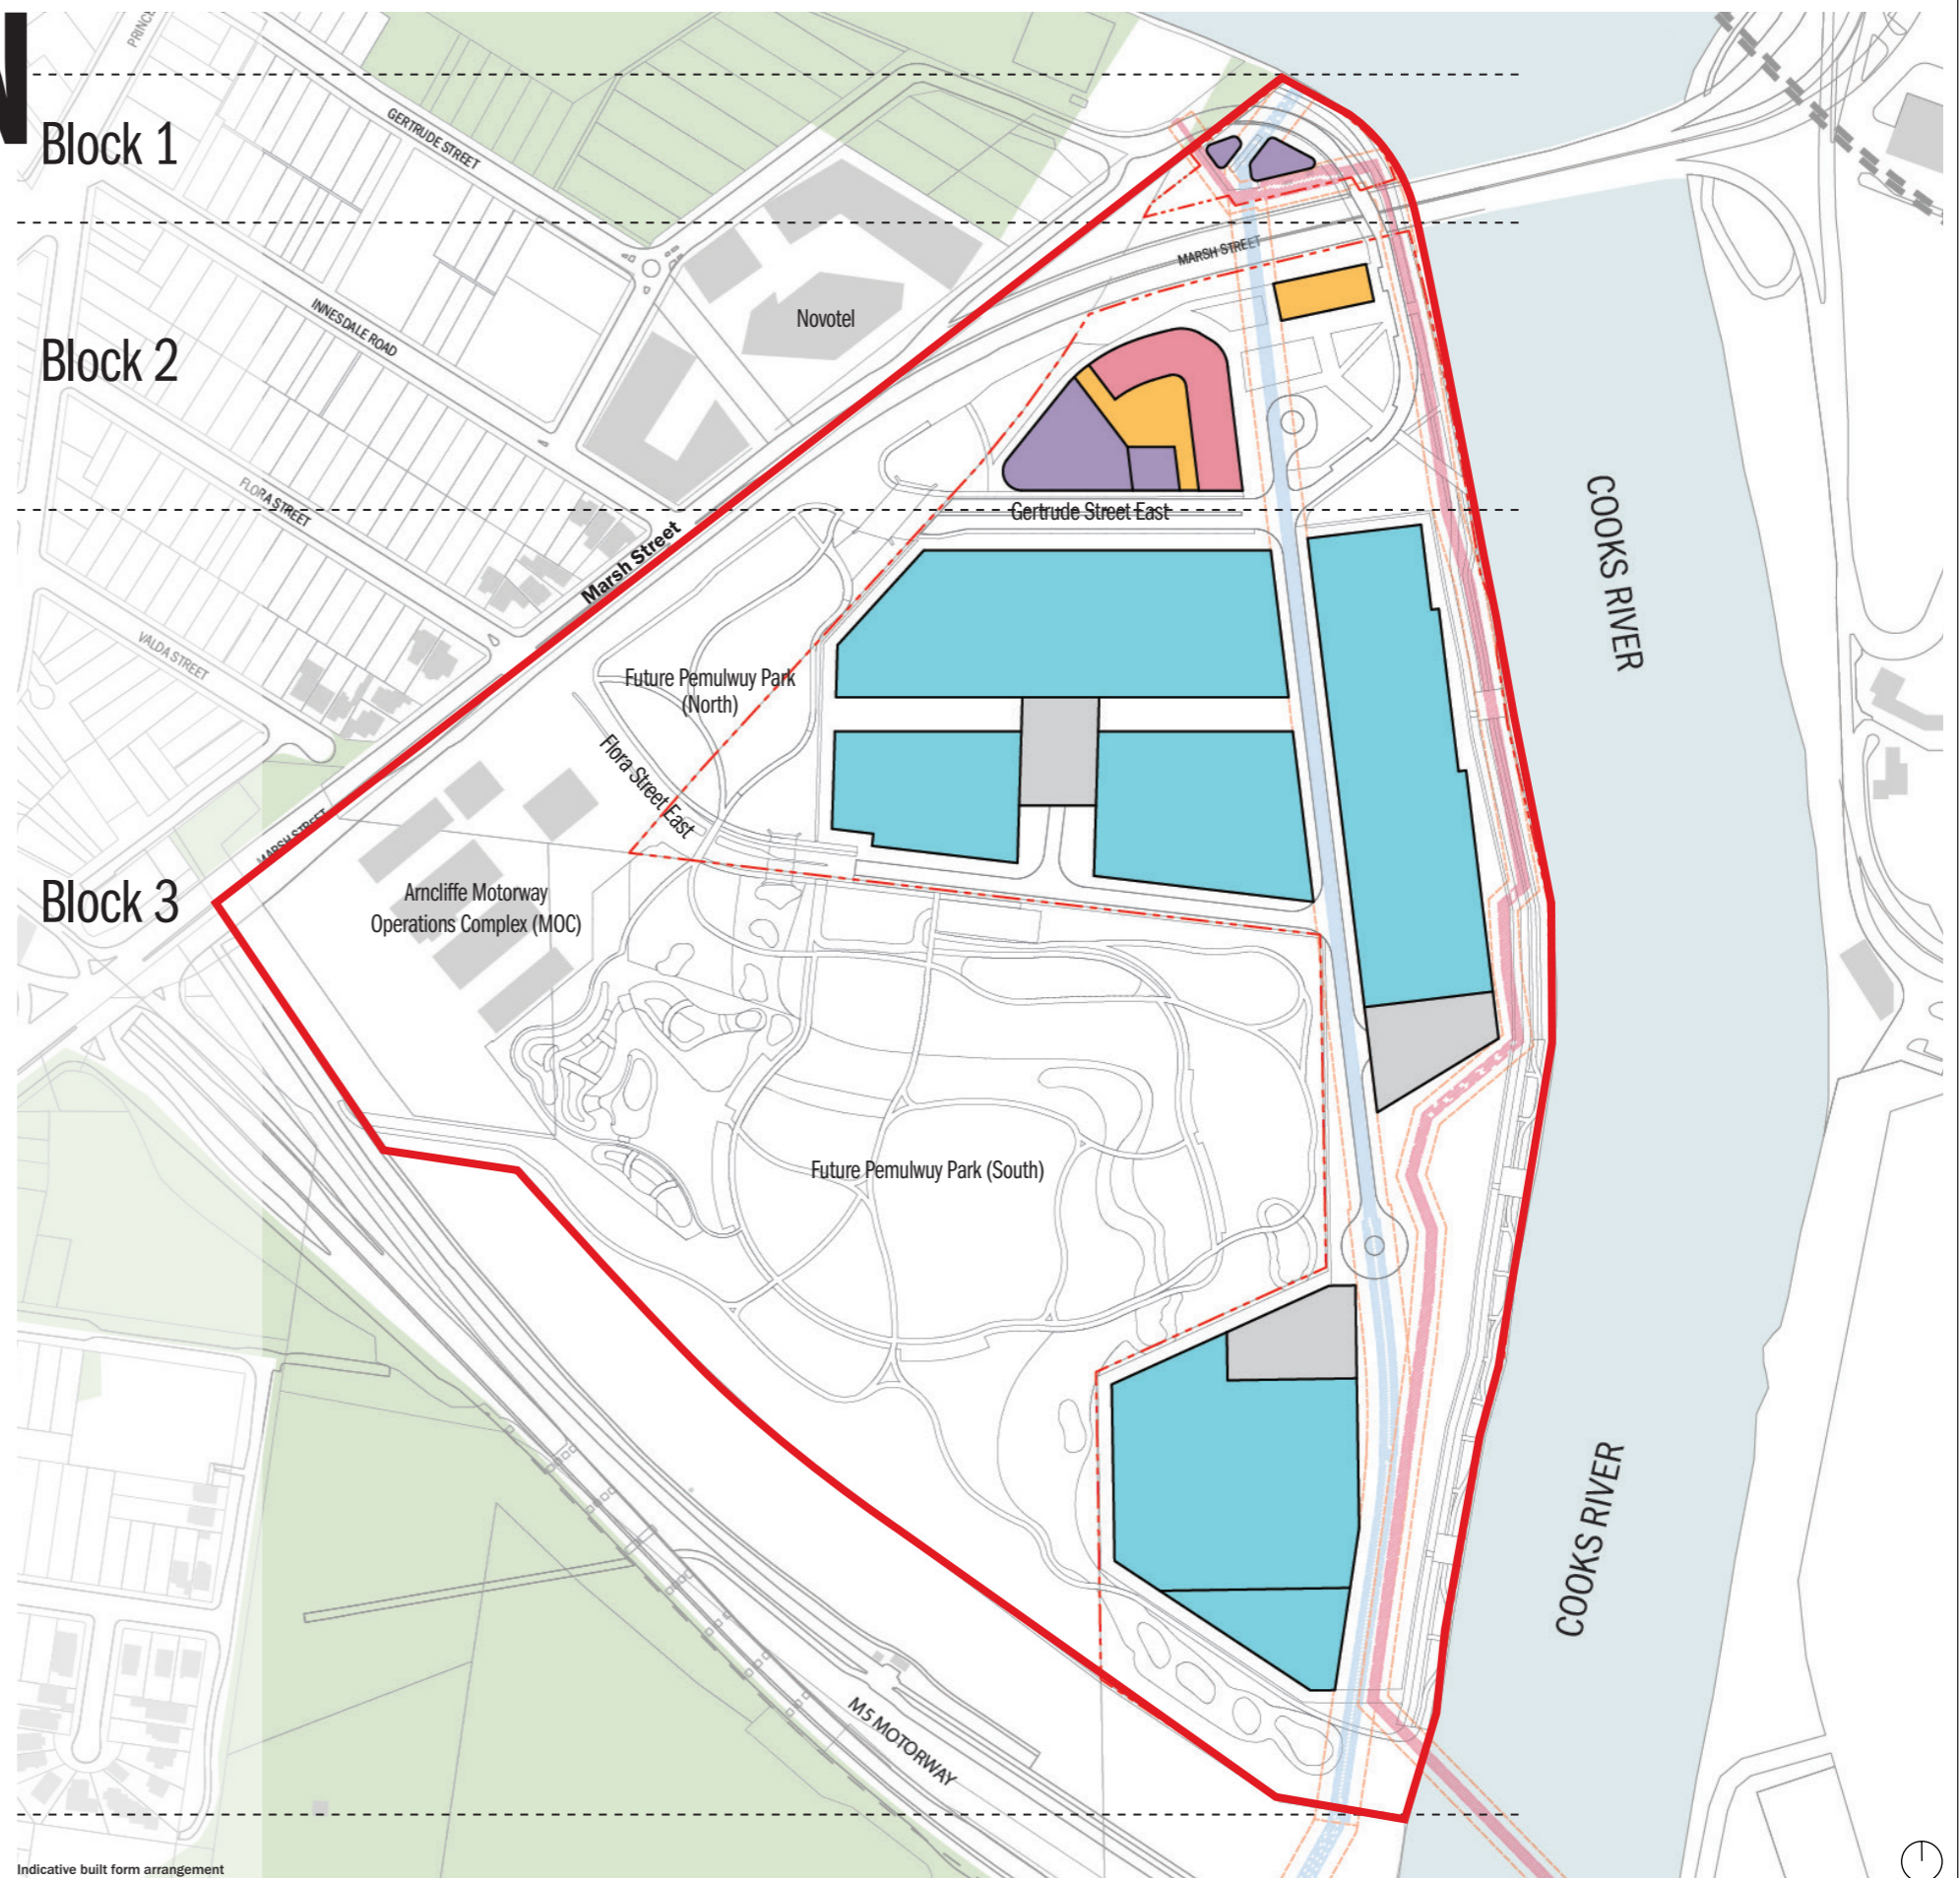 N
PRINCE
Block 1
GERTRUDE STREET
MARSH STREET
Block 2
INNESDALE ROAD
Novotel
FLORA STREET
Gertrude Street East
COOKS RIVER
Marsh Street
VALDA STREET
Future Pemulwuy Park
(North)
Flora Street East
MARSH STREET
Block 3
Arncliffe Motorway
Operations Complex (MOC)
Future Pemulwuy Park (South)
COOKS RIVER
M5 MOTORWAY
Indicative built form arrangement